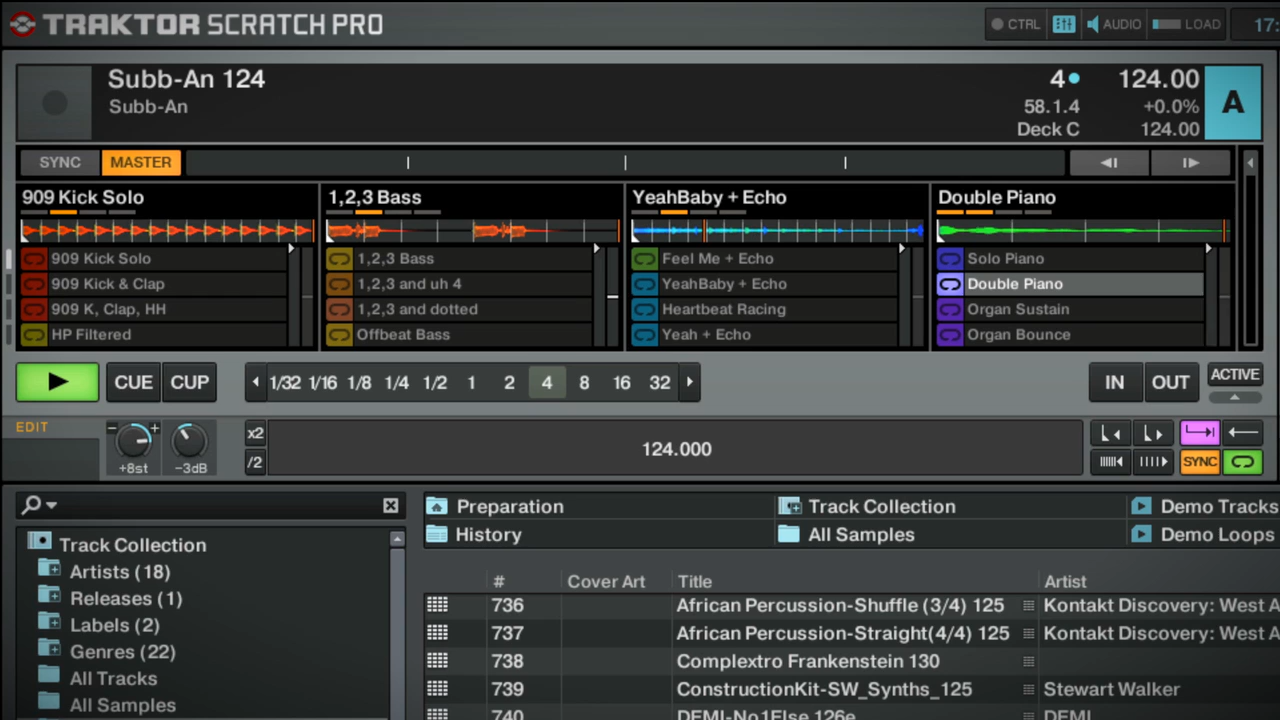 TRAKTOR SCRATCH PRO
CTRL AUDIO LOAD 17:
Subb-An 124 4 124.00 A
Subb-An 58.1.4 +0.0%
Deck C 124.00
SYNC MASTER
909 Kick Solo 1,2,3 Bass YeahBaby + Echo Double Piano
909 Kick Solo 1,2,3 Bass Feel Me + Echo Solo Piano
909 Kick & Clap 1,2,3 and uh 4 YeahBaby + Echo Double Piano
909 K, Clap, HH 1,2,3 and dotted Heartbeat Racing Organ Sustain
HP Filtered Offbeat Bass Yeah + Echo Organ Bounce
CUE CUP 1/32 1/16 1/8 1/4 1/2 1 2 4 8 16 32 IN OUT ACTIVE
EDIT - + x2 124.000
+8st -3dB /2 SYNC
Preparation Track Collection Demo Tracks
History All Samples Demo Loops
Track Collection
Artists (18)
Releases (1)
Labels (2)
Genres (22)
All Tracks
All Samples
# Cover Art Title Artist
736 African Percussion-Shuffle (3/4) 125 Kontakt Discovery: West A
737 African Percussion-Straight(4/4) 125 Kontakt Discovery: West A
738 Complextro Frankenstein 130
739 ConstructionKit-SW_Synths_125 Stewart Walker
740 DEMI-No1Else 126e DEMI